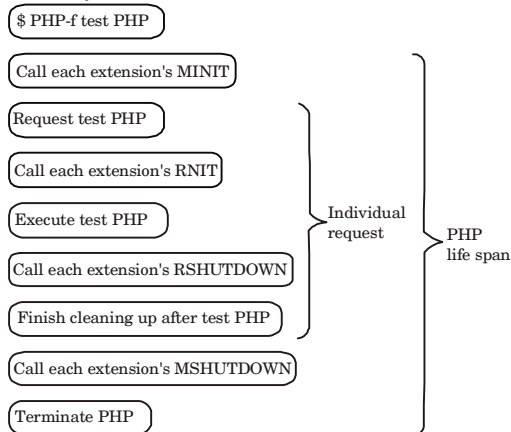 $ PHP-f test PHP
Call each extension's MINIT
Request test PHP
Call each extension's RNIT
Execute test PHP
Call each extension's RSHUTDOWN
Finish cleaning up after test PHP
Call each extension's MSHUTDOWN
Terminate PHP
Individual
request
PHP
life span